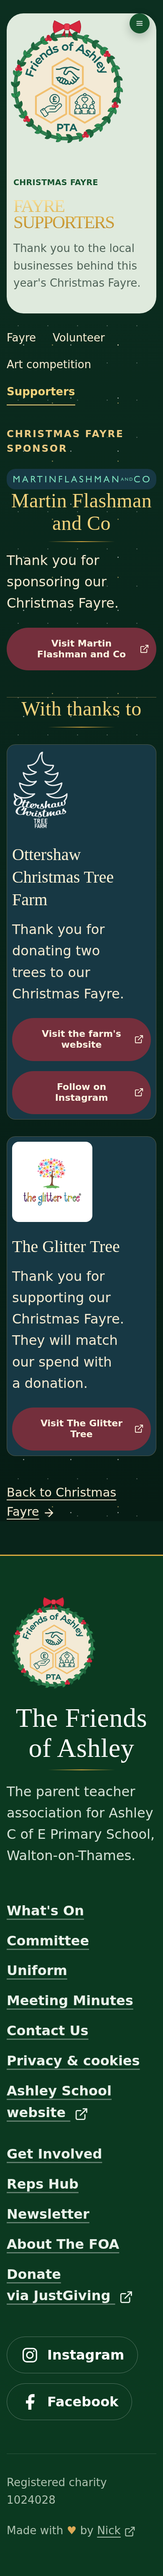 Friends of Ashley
PTA
CHRISTMAS FAYRE
FAYRE
SUPPORTERS
Thank you to the local
businesses behind this
year's Christmas Fayre.
Fayre Volunteer
Art competition
Supporters
CHRISTMAS FAYRE
SPONSOR
MARTINFLASHMANANDCO
Martin Flashman
and Co
Thank you for
sponsoring our
Christmas Fayre.
Visit Martin
Flashman and Co
With thanks to
Ottershaw
Christmas Tree
TREE
FARM
Ottershaw
Christmas Tree
Farm
Thank you for
donating two
trees to our
Christmas Fayre.
Visit the farm's
website
Follow on
Instagram
the glitter tree
The Glitter Tree
Thank you for
supporting our
Christmas Fayre.
They will match
our spend with
a donation.
Visit The Glitter
Tree
Back to Christmas
Fayre →
Friends of Ashley
PTA
The Friends
of Ashley
The parent teacher
association for Ashley
C of E Primary School,
Walton-on-Thames.
What's On
Committee
Uniform
Meeting Minutes
Contact Us
Privacy & cookies
Ashley School
website
Get Involved
Reps Hub
Newsletter
About The FOA
Donate
via JustGiving
Instagram
Facebook
Registered charity
1024028
Made with ♥ by Nick